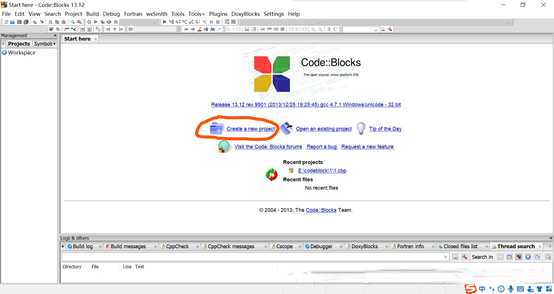 Start here - Code::Blocks 13.12
File Edit View Search Project Build Debug Fortran wxSmith Tools Tools+ Plugins DoxyBlocks Settings Help
Management
Projects Symbol
Workspace
Start here
Code::Blocks
The open source, cross-platform IDE
Release 13.12 rev 9501 (2013/12/25 19:25:45) gcc 4.7.1 Windows/unicode - 32 bit
Create a new project Open an existing project Tip of the Day
Visit the Code::Blocks forums Report a bug Request a new feature
Recent projects
E:\codeblock\1\1.cbp
Recent files
No recent files
© 2004 - 2013, The Code::Blocks Team.
Logs & others
Build log Build messages CppCheck CppCheck messages Cscope Debugger DoxyBlocks Fortran info Closed files list Thread search
Search in
Directory File Line Text
中